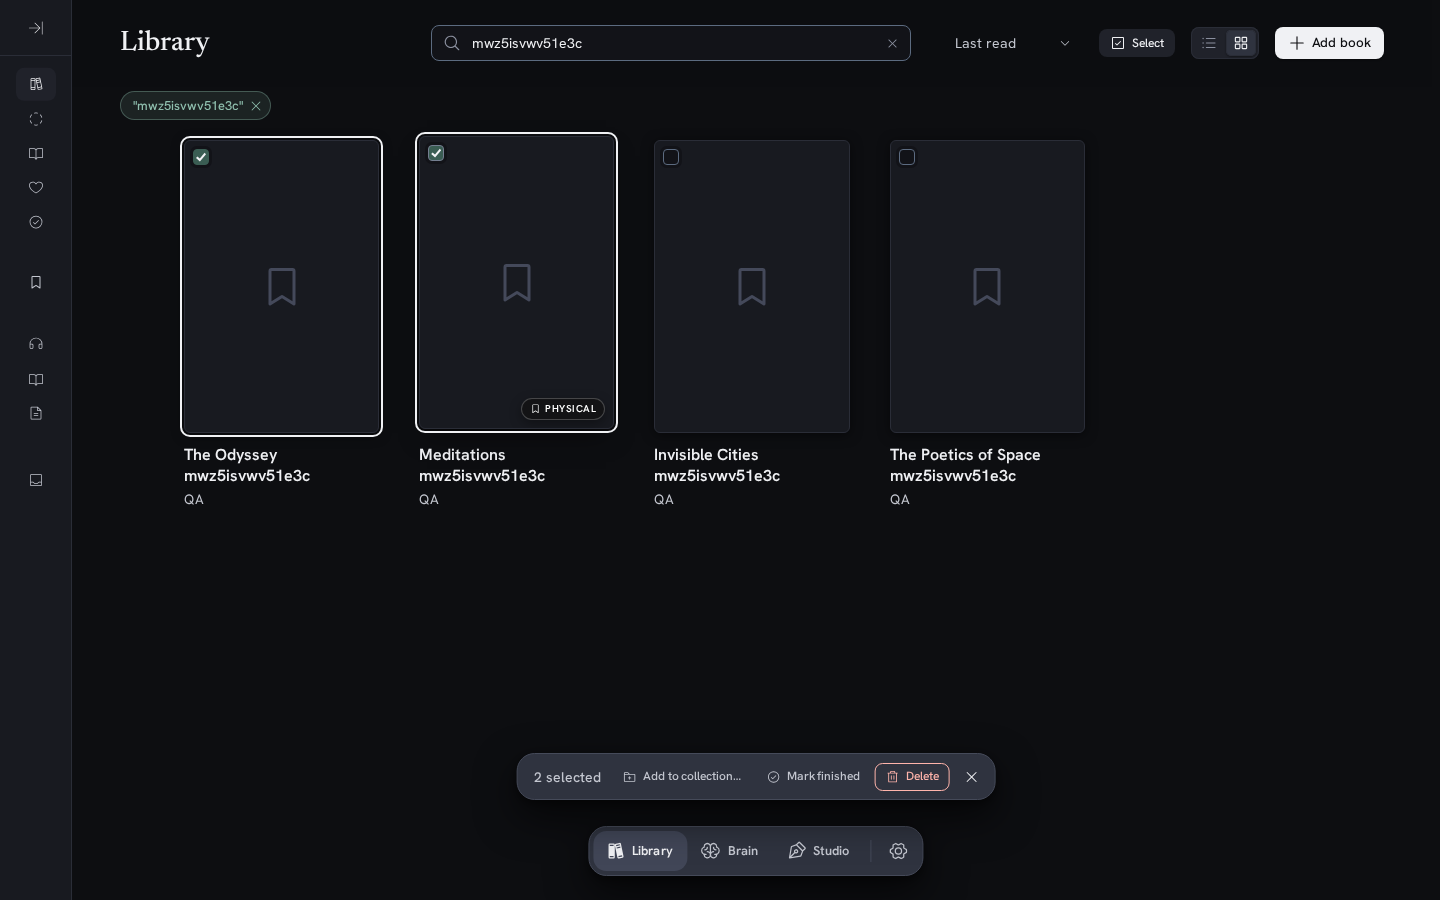 Library
mwz5isvwv51e3c
Last read
Select
Add book
"mwz5isvwv51e3c"
PHYSICAL
The Odyssey
mwz5isvwv51e3c
QA
Meditations
mwz5isvwv51e3c
QA
Invisible Cities
mwz5isvwv51e3c
QA
The Poetics of Space
mwz5isvwv51e3c
QA
2 selected
Add to collection...
Mark finished
Delete
Library
Brain
Studio